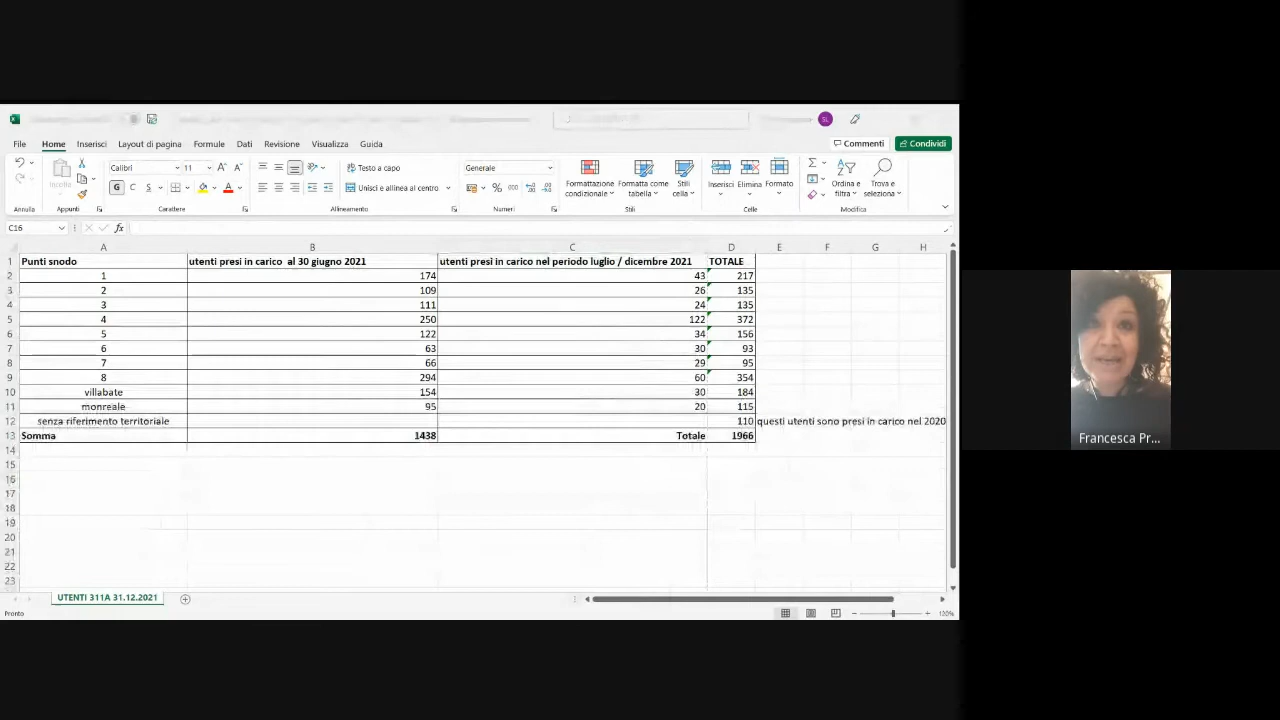 SL
File Home Inserisci Layout di pagina Formule Dati Revisione Visualizza Guida Commenti Condividi
Incolla Calibri 11 A A Testo a capo Generale Formattazione condizionale Formatta come tabella Stili cella Inserisci Elimina Formato Ordina e filtra Trova e seleziona
G C S A Unisci e allinea al centro % 000
Annulla Appunti Carattere Allineamento Numeri Stili Celle Modifica
C16 fx
A B C D E F G H
1 Punti snodo utenti presi in carico al 30 giugno 2021 utenti presi in carico nel periodo luglio / dicembre 2021 TOTALE
2 1 174 43 217
3 2 109 26 135
4 3 111 24 135
5 4 250 122 372
6 5 122 34 156
7 6 63 30 93
8 7 66 29 95
9 8 294 60 354
10 villabate 154 30 184
11 monreale 95 20 115
12 senza riferimento territoriale 110 questi utenti sono presi in carico nel 2020
13 Somma 1438 Totale 1966
14
15
16
17
18
19
20
21
22
23
UTENTI 311A 31.12.2021
Pronto 120%
Francesca Pr...